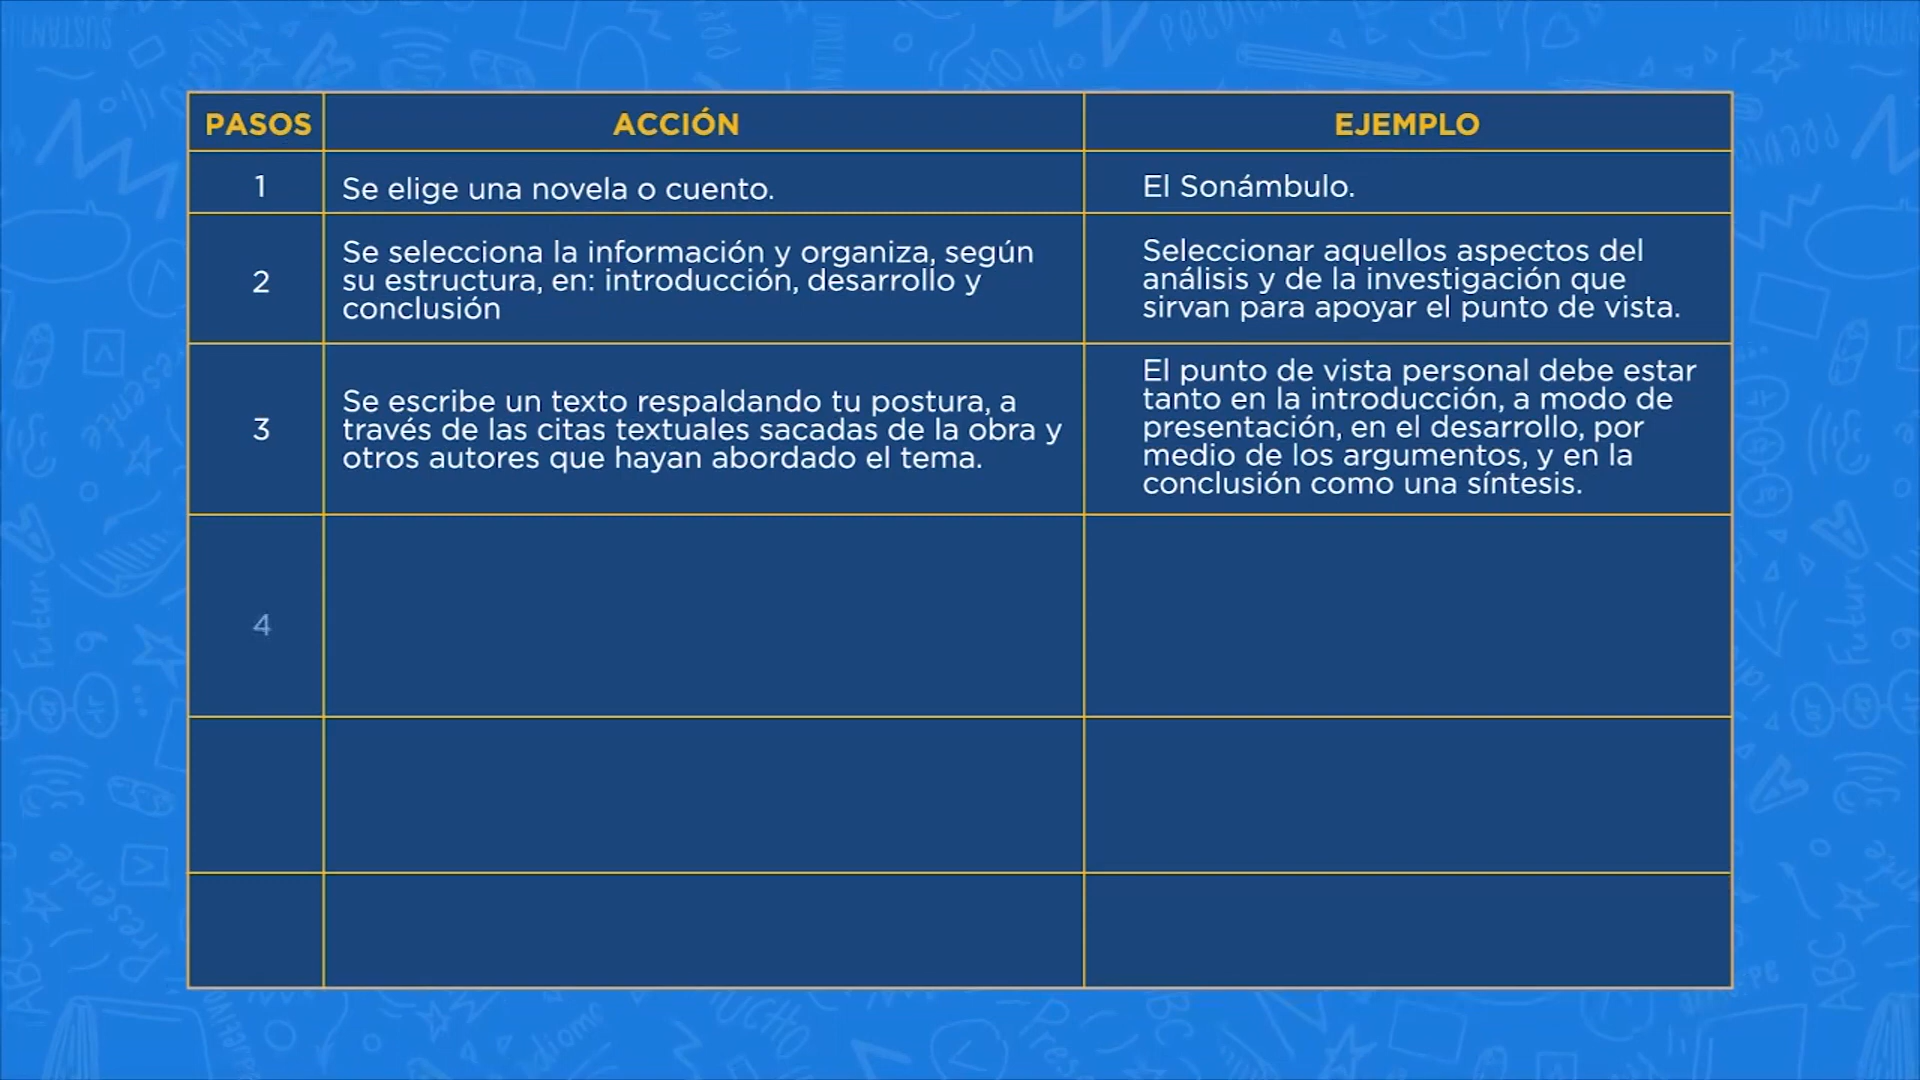 PASOS ACCIÓN EJEMPLO
1 Se elige una novela o cuento. El Sonámbulo.
2
Se selecciona la información y organiza, según
su estructura, en: introducción, desarrollo y
conclusión
Seleccionar aquellos aspectos del
análisis y de la investigación que
sirvan para apoyar el punto de vista.
3
Se escribe un texto respaldando tu postura, a
través de las citas textuales sacadas de la obra y
otros autores que hayan abordado el tema.
El punto de vista personal debe estar
tanto en la introducción, a modo de
presentación, en el desarrollo, por
medio de los argumentos, y en la
conclusión como una síntesis.
4